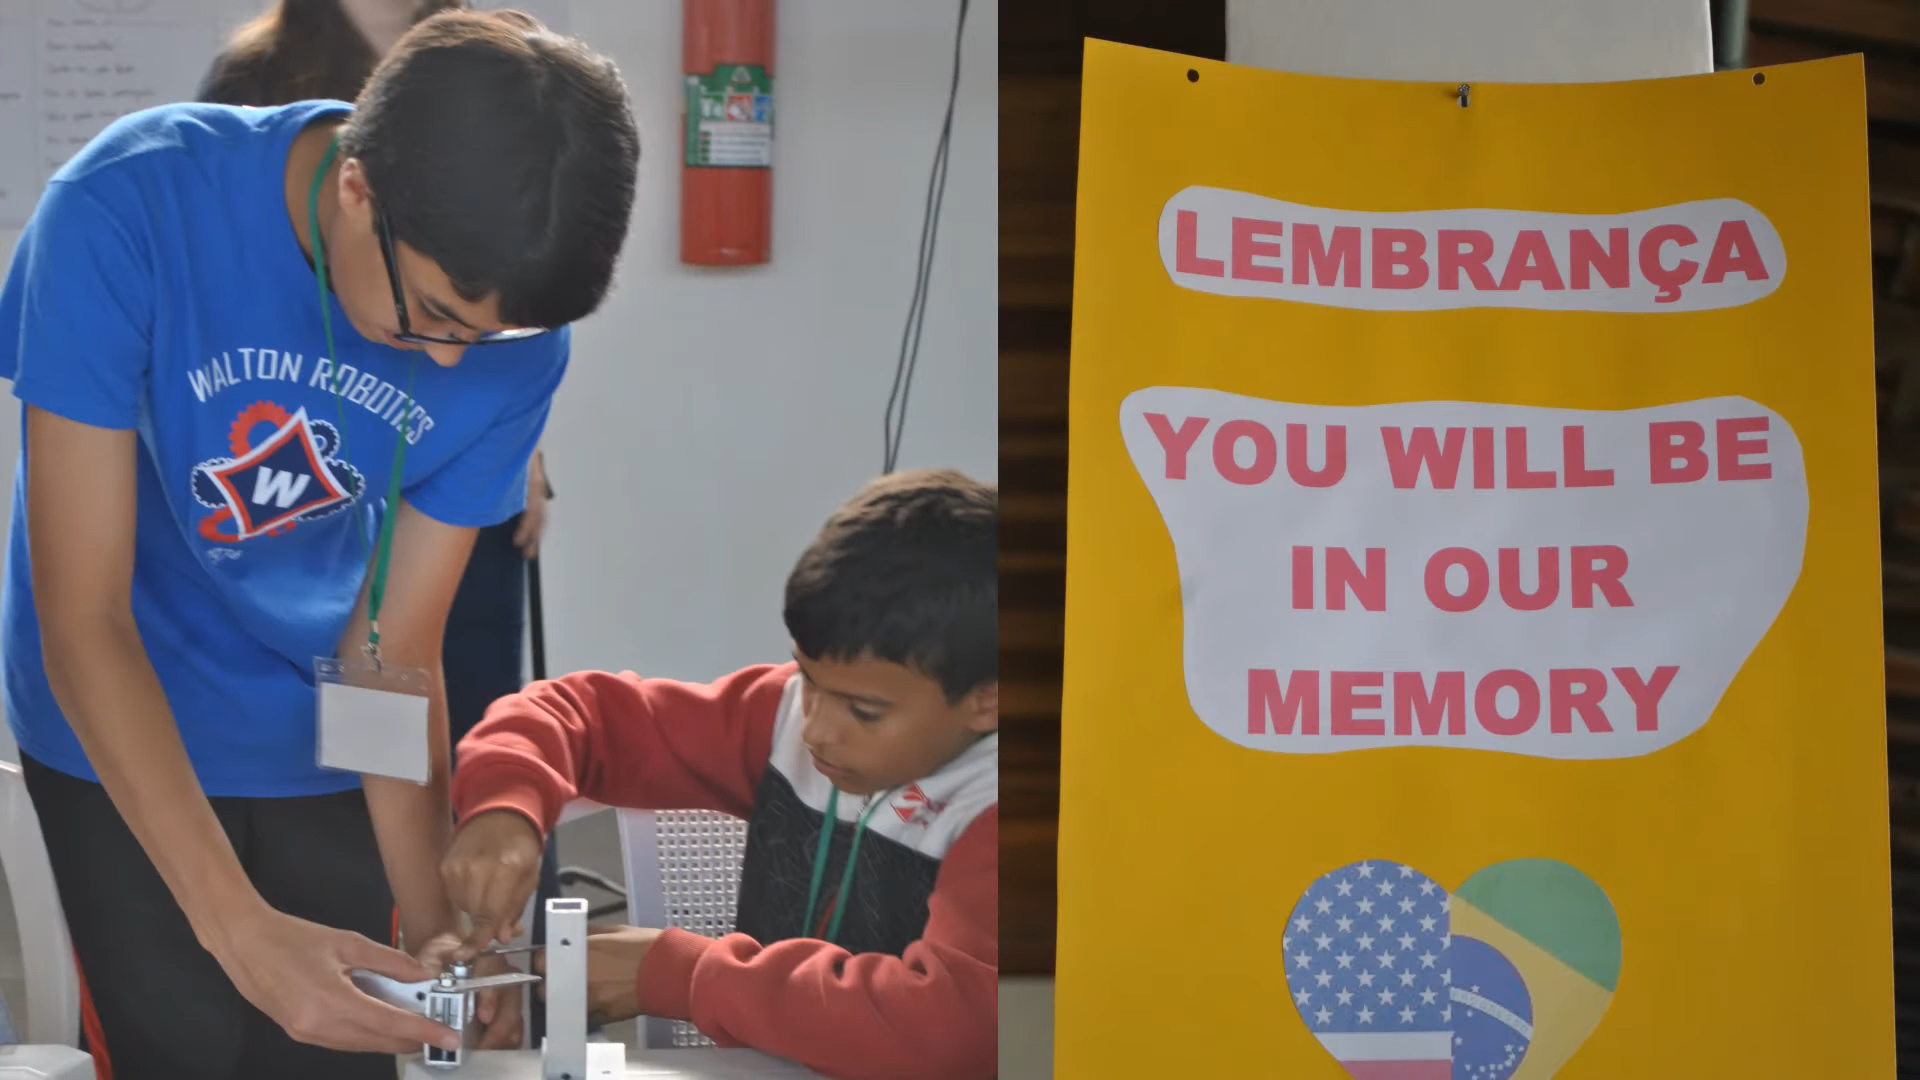 WALTON ROBOTICS
W
LEMBRANÇA
YOU WILL BE
IN OUR
MEMORY